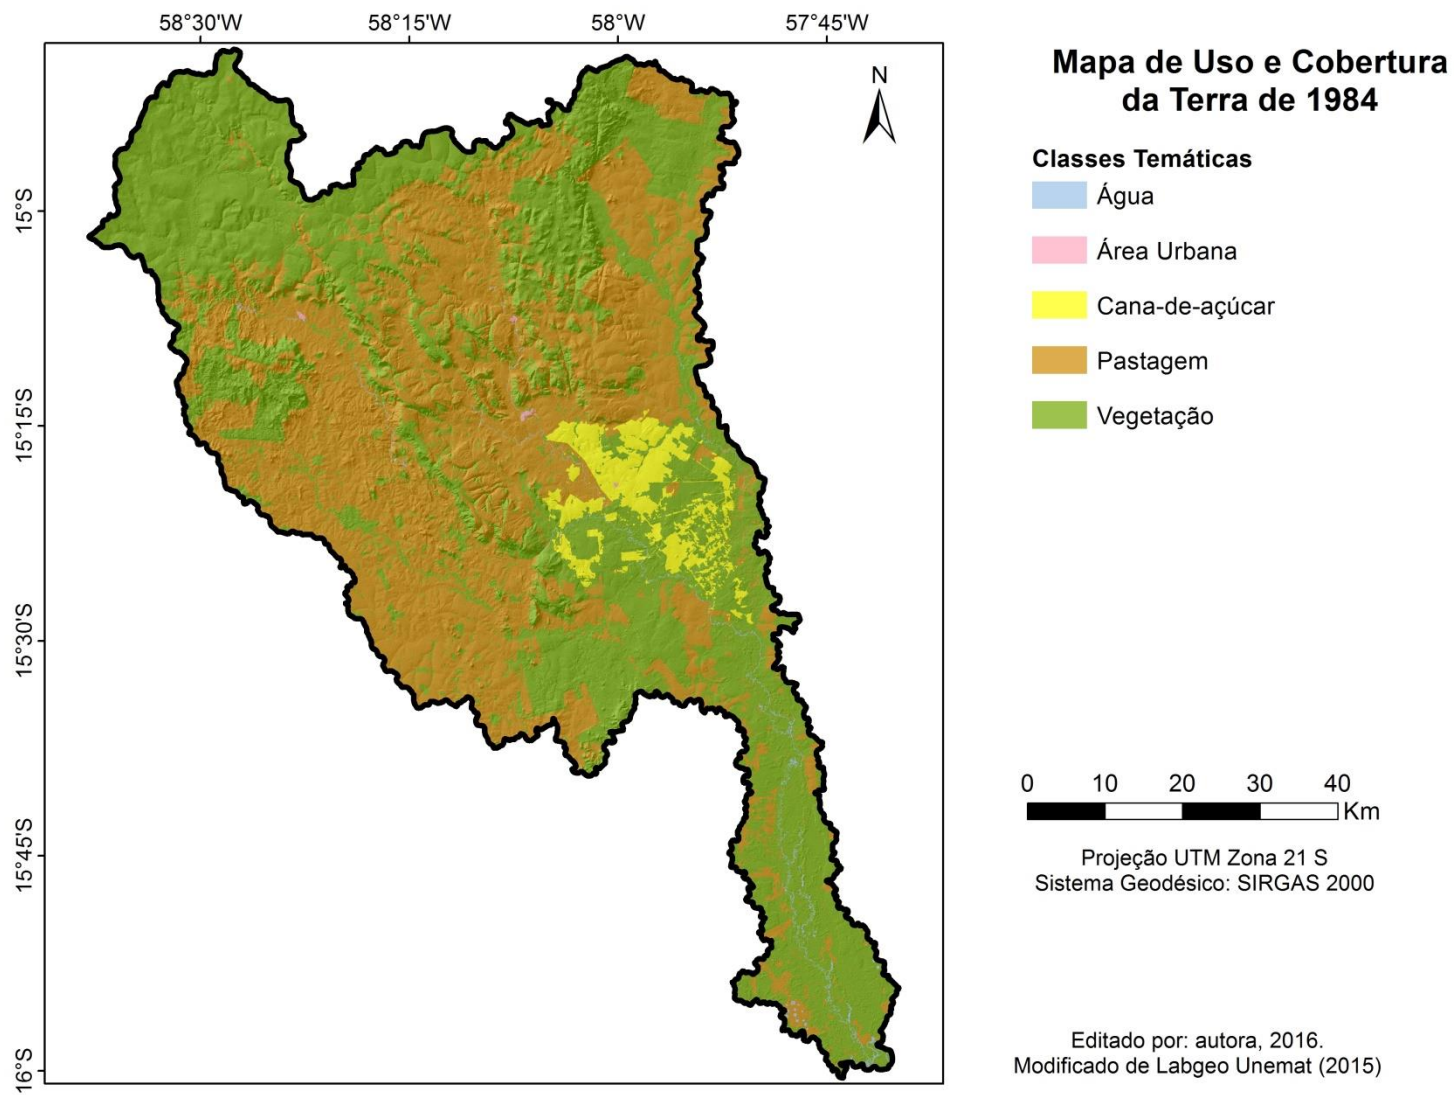 58°30'W 58°15'W 58°W 57°45'W
N
15°S
15°15'S
15°30'S
15°45'S
16°S
Mapa de Uso e Cobertura
da Terra de 1984
Classes Temáticas
Água
Área Urbana
Cana-de-açúcar
Pastagem
Vegetação
0 10 20 30 40
Km
Projeção UTM Zona 21 S
Sistema Geodésico: SIRGAS 2000
Editado por: autora, 2016.
Modificado de Labgeo Unemat (2015)